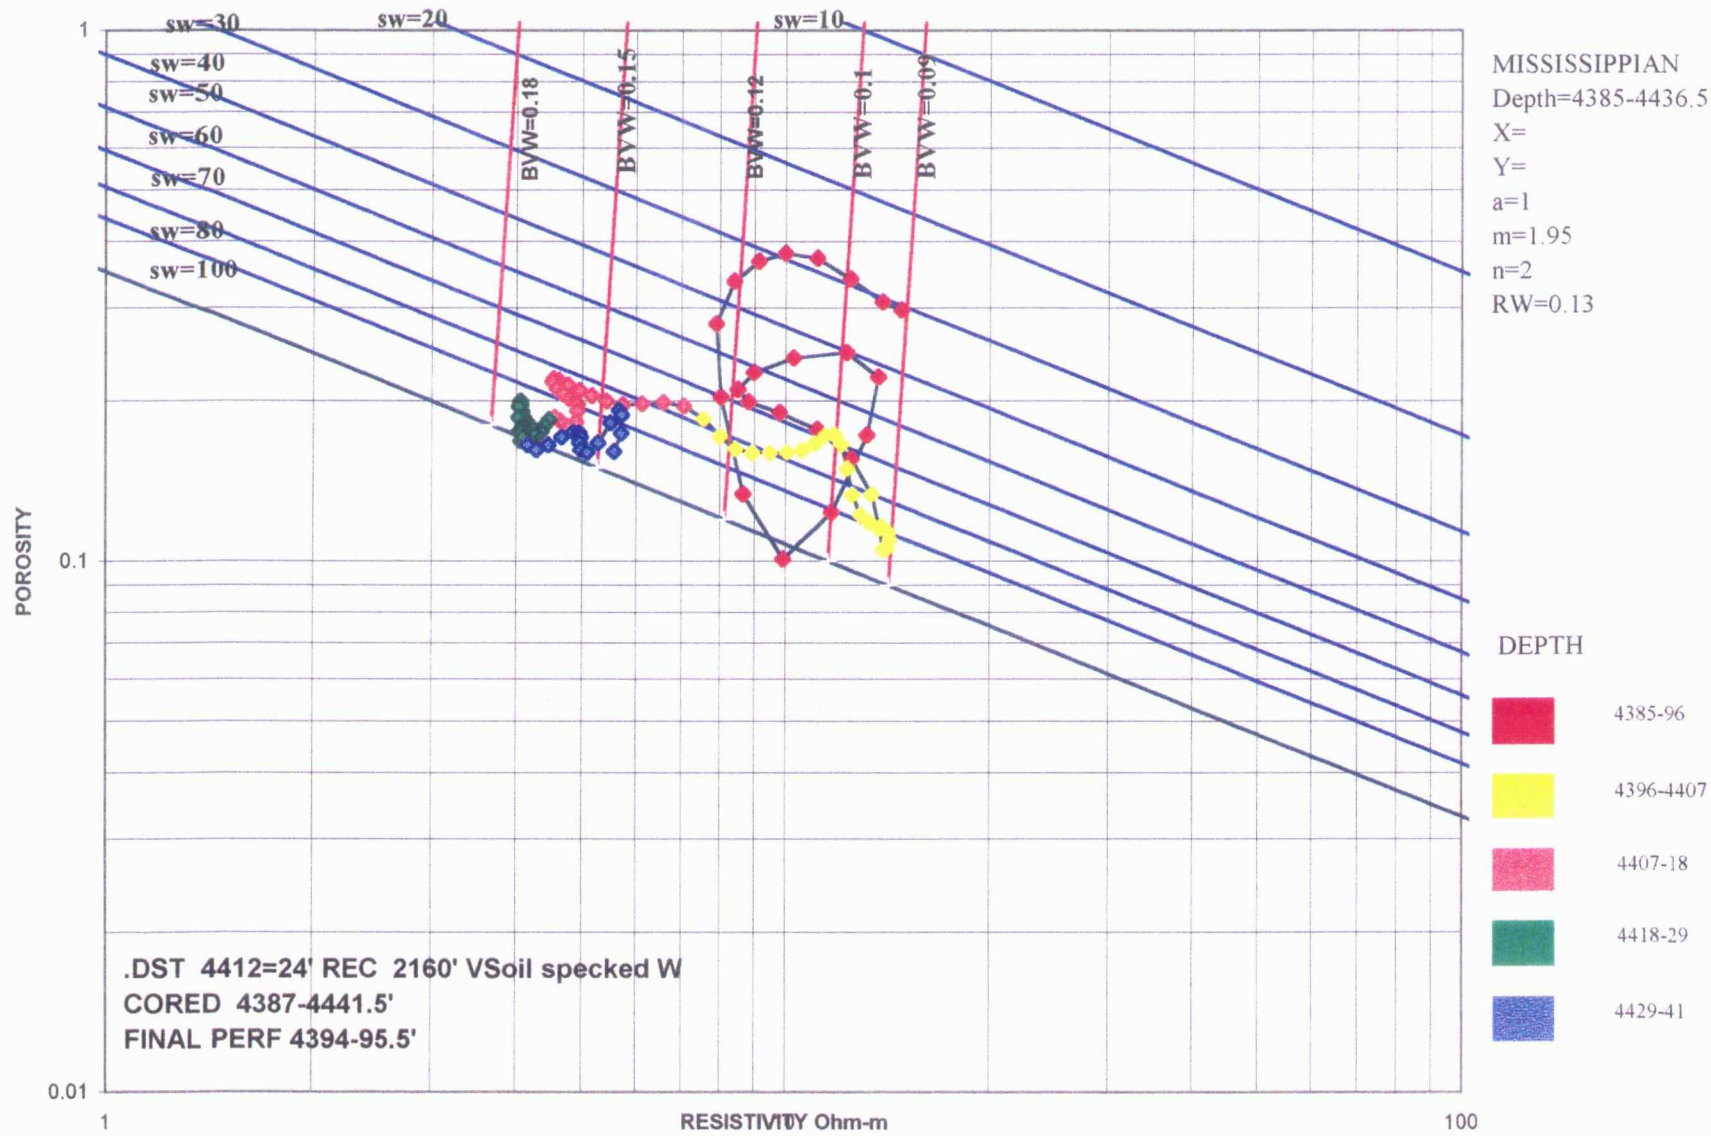 sw=30
sw=20
sw=10
1
sw=40
sw=50
sw=60
sw=70
sw=80
sw=100
BVW=0.18
BVW=0.15
BVW=0.12
BVW=0.1
BVW=0.09
MISSISSIPPIAN
Depth=4385-4436.5
X=
Y=
a=1
m=1.95
n=2
RW=0.13
POROSITY
0.1
DEPTH
4385-96
4396-4407
4407-18
4418-29
4429-41
.DST 4412=24' REC 2160' VSoil specked W
CORED 4387-4441.5'
FINAL PERF 4394-95.5'
0.01
1
RESISTIVITY Ohm-m
10
100